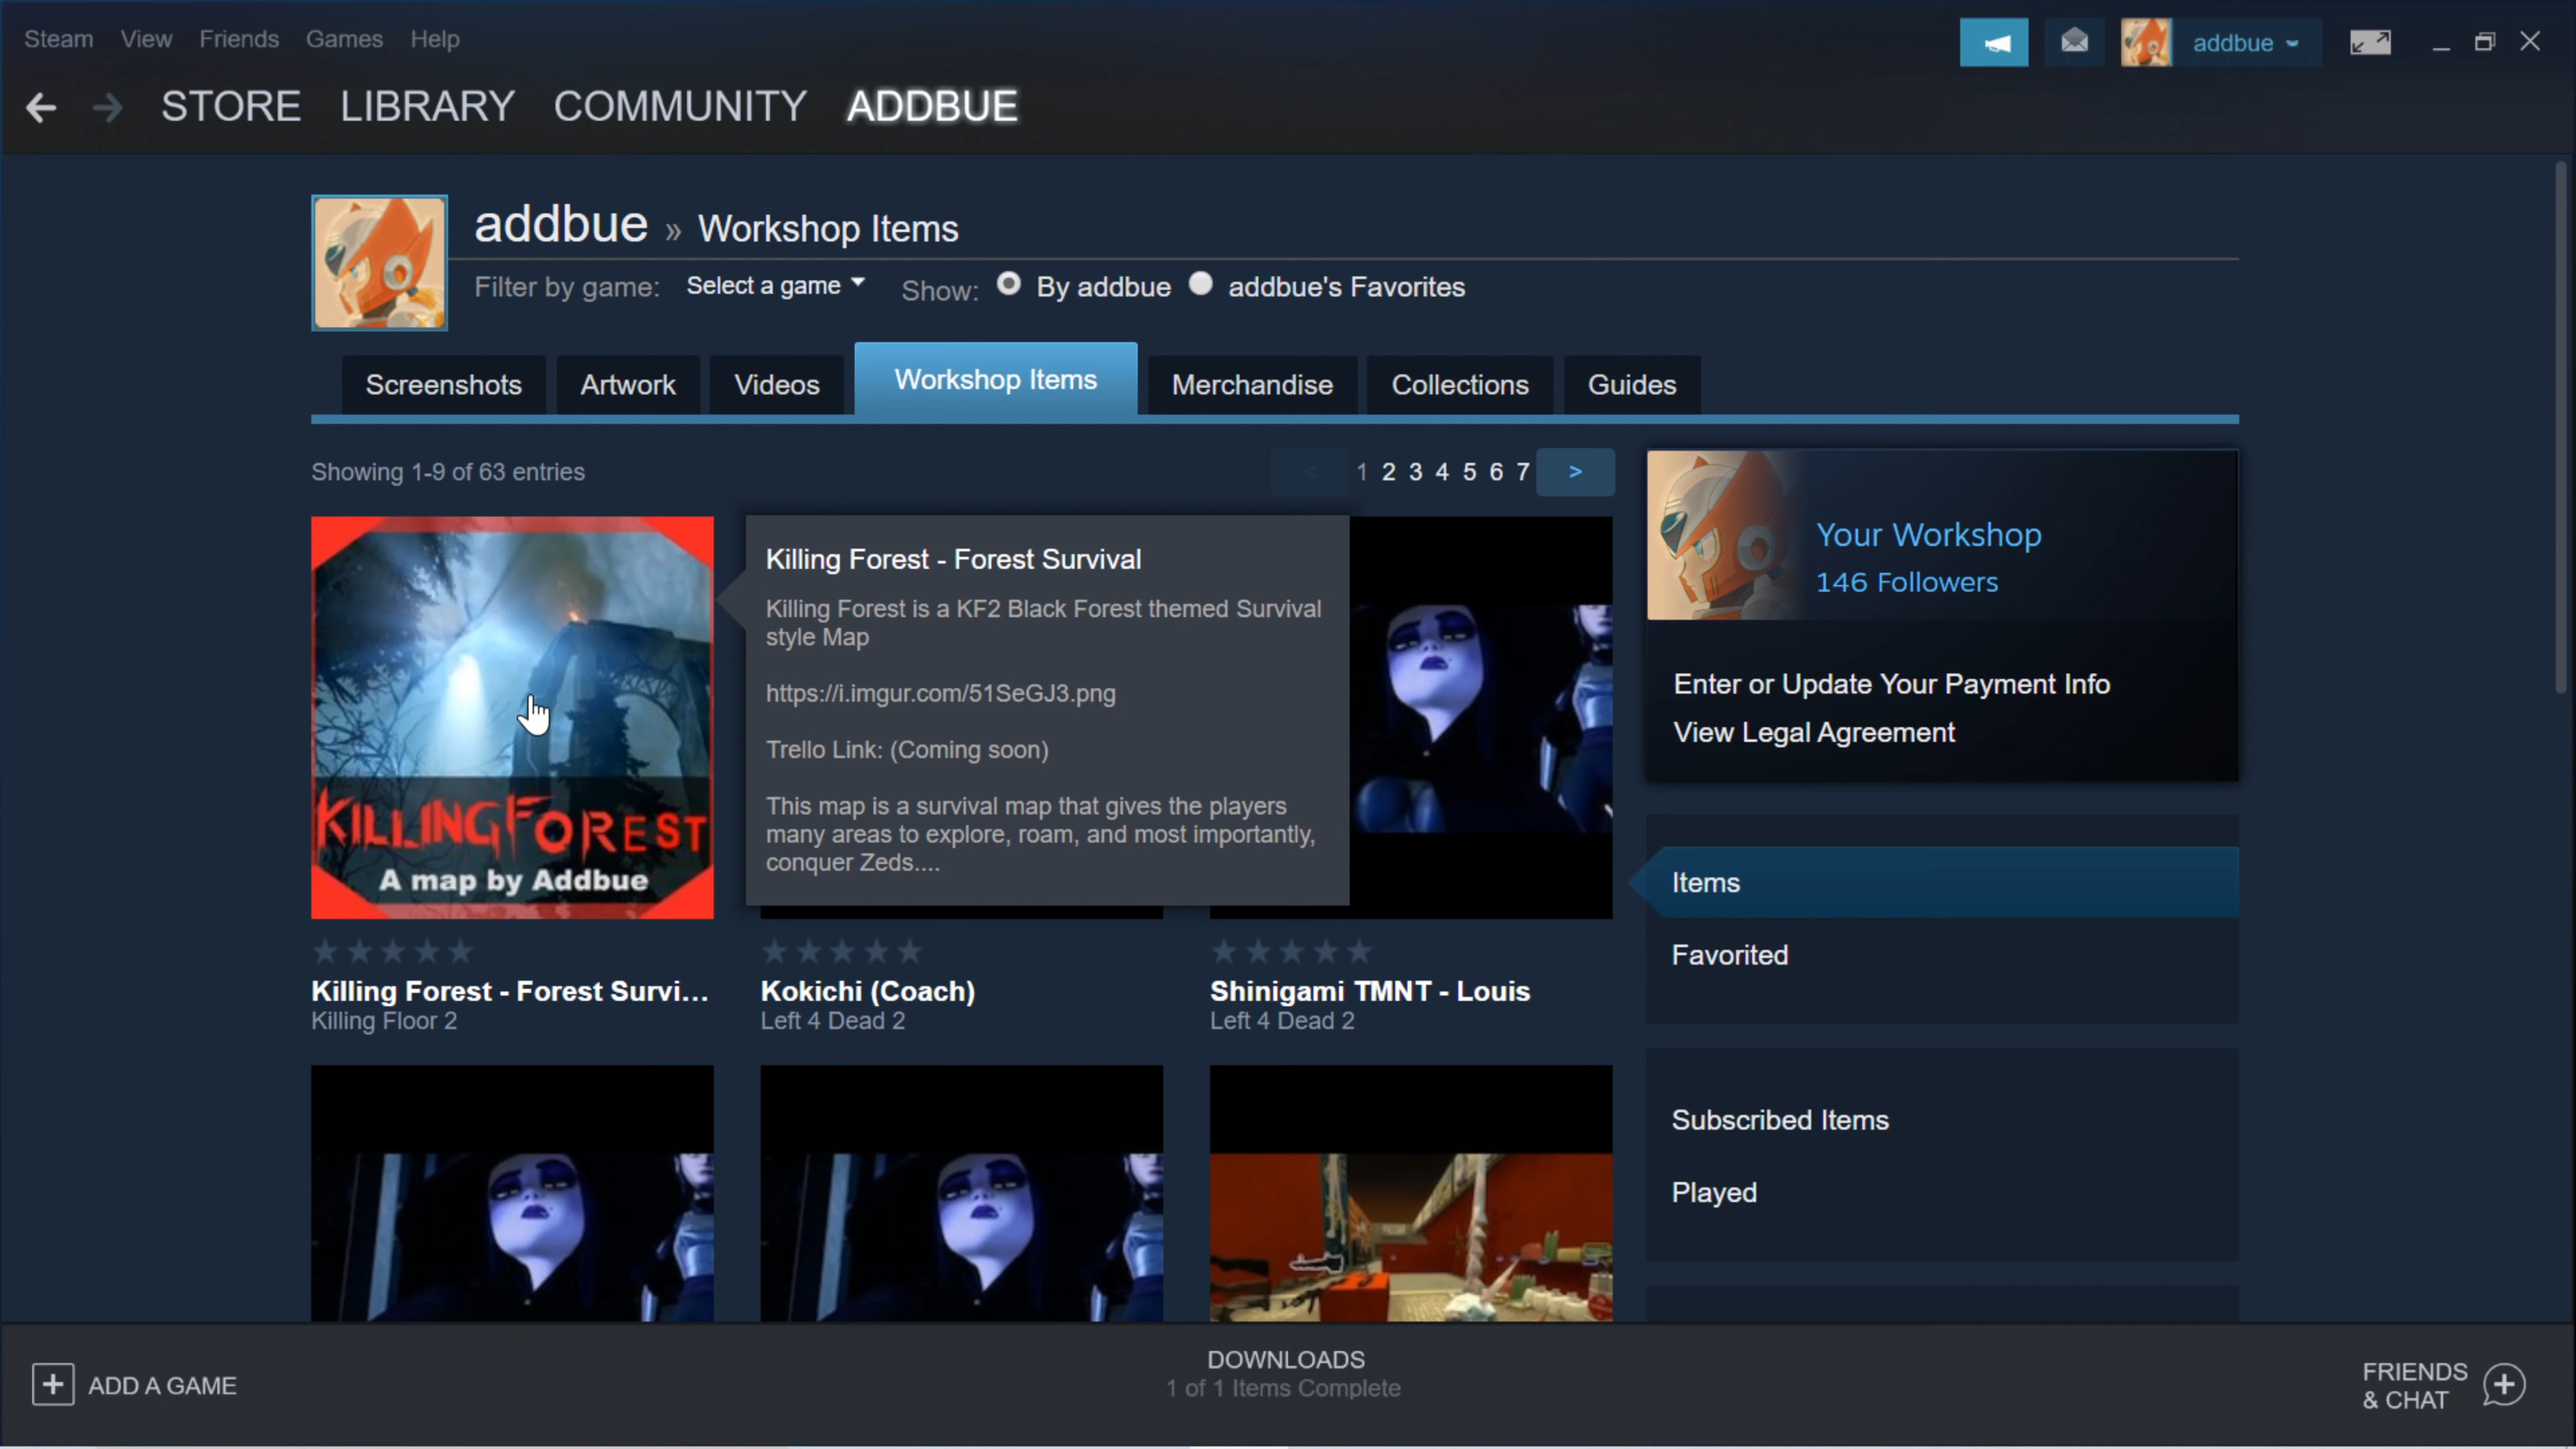 Steam View Friends Games Help
addbue
STORE LIBRARY COMMUNITY ADDBUE
addbue » Workshop Items
Filter by game: Select a game Show: By addbue addbue's Favorites
Screenshots Artwork Videos Workshop Items Merchandise Collections Guides
Showing 1-9 of 63 entries
< 1 2 3 4 5 6 7 >
KILLINGFOREST
A map by Addbue
Killing Forest - Forest Survival
Killing Forest is a KF2 Black Forest themed Survival
style Map
https://i.imgur.com/51SeGJ3.png
Trello Link: (Coming soon)
This map is a survival map that gives the players
many areas to explore, roam, and most importantly,
conquer Zeds....
Killing Forest - Forest Survi...
Killing Floor 2
Kokichi (Coach)
Left 4 Dead 2
Shinigami TMNT - Louis
Left 4 Dead 2
Your Workshop
146 Followers
Enter or Update Your Payment Info
View Legal Agreement
Items
Favorited
Subscribed Items
Played
ADD A GAME
DOWNLOADS
1 of 1 Items Complete
FRIENDS
& CHAT